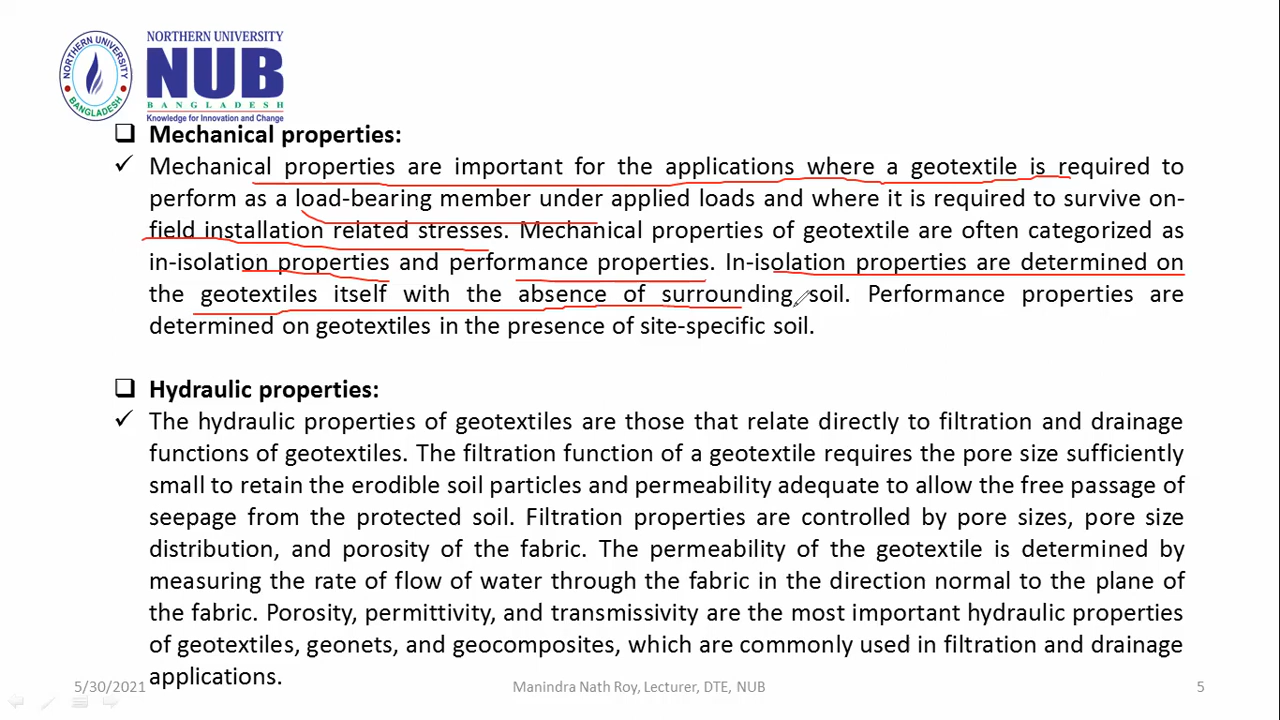 NORTHERN UNIVERSITY
BANGLADESH
NORTHERN UNIVERSITY
NUB
BANGLADESH
Knowledge for Innovation and Change
Mechanical properties:
Mechanical properties are important for the applications where a geotextile is required to
perform as a load-bearing member under applied loads and where it is required to survive on-
field installation related stresses. Mechanical properties of geotextile are often categorized as
in-isolation properties and performance properties. In-isolation properties are determined on
the geotextiles itself with the absence of surrounding soil. Performance properties are
determined on geotextiles in the presence of site-specific soil.
Hydraulic properties:
The hydraulic properties of geotextiles are those that relate directly to filtration and drainage
functions of geotextiles. The filtration function of a geotextile requires the pore size sufficiently
small to retain the erodible soil particles and permeability adequate to allow the free passage of
seepage from the protected soil. Filtration properties are controlled by pore sizes, pore size
distribution, and porosity of the fabric. The permeability of the geotextile is determined by
measuring the rate of flow of water through the fabric in the direction normal to the plane of
the fabric. Porosity, permittivity, and transmissivity are the most important hydraulic properties
of geotextiles, geonets, and geocomposites, which are commonly used in filtration and drainage
applications.
5/30/2021
Manindra Nath Roy, Lecturer, DTE, NUB
5